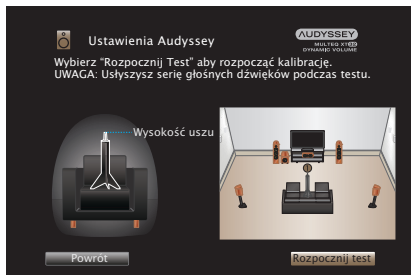 Ustawienia Audyssey
AUDYSSEY
MULTEQ XT32
DYNAMIC VOLUME
Wybierz "Rozpocznij Test" aby rozpocząć kalibrację.
UWAGA: Usłyszysz serię głośnych dźwięków podczas testu.
Wysokość uszu
Powrót
Rozpocznij test